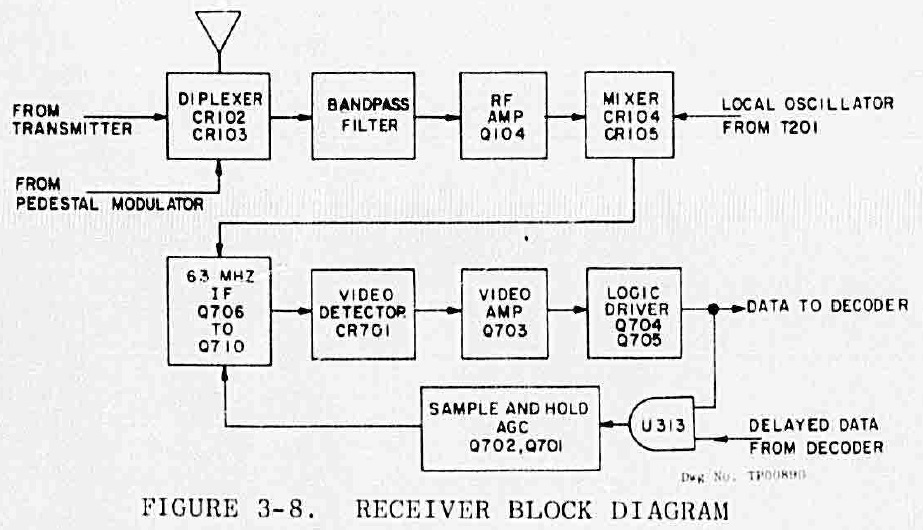 DIPLEXER
CR102
CR103
BANDPASS
FILTER
RF
AMP
Q104
MIXER
CR104
CR105
FROM
TRANSMITTER
LOCAL OSCILLATOR
FROM T201
FROM
PEDESTAL MODULATOR
63 MHZ
IF
Q706
TO
Q710
VIDEO
DETECTOR
CR701
VIDEO
AMP
Q703
LOGIC
DRIVER
Q704
Q705
DATA TO DECODER
SAMPLE AND HOLD
AGC
Q702, Q701
U313
DELAYED DATA
FROM DECODER
Dwg No.
FIGURE 3-8. RECEIVER BLOCK DIAGRAM